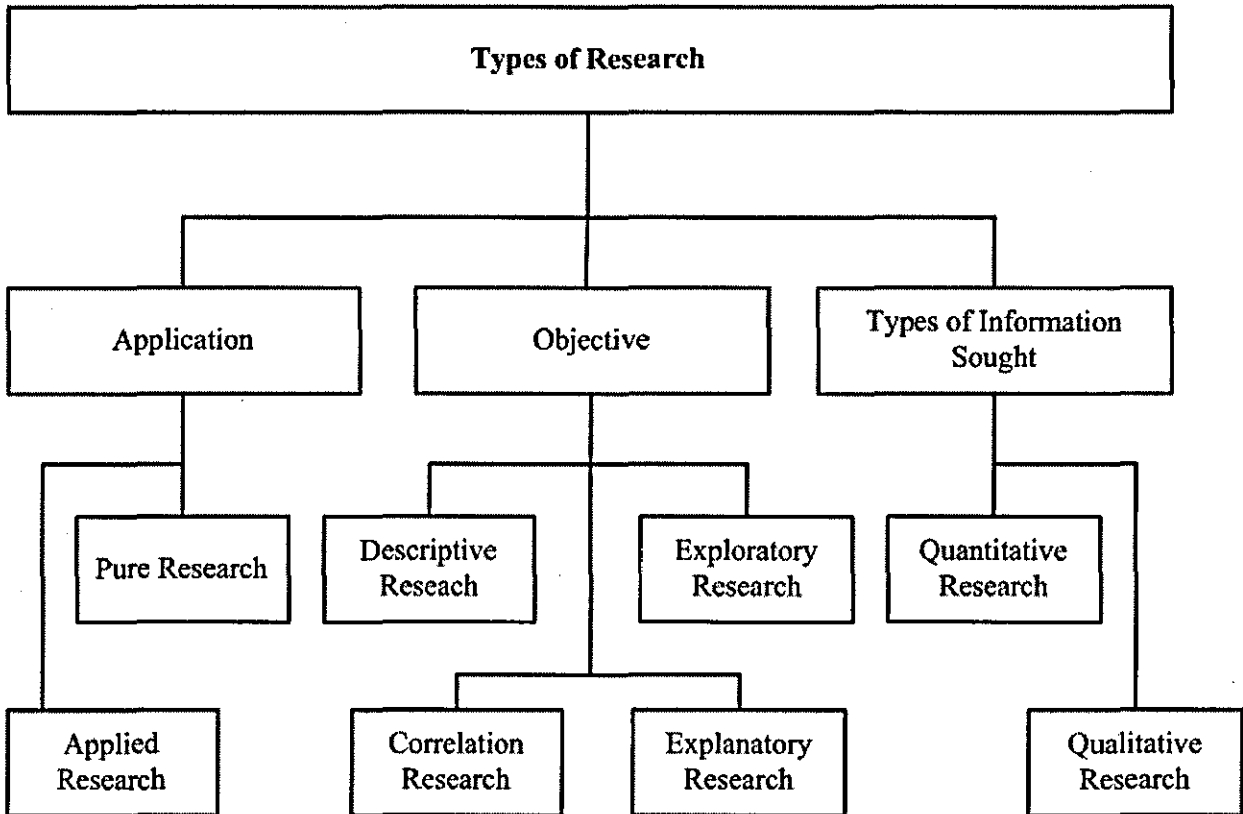 Types of Research
Application
Objective
Types of Information
Sought
Pure Research
Descriptive
Reseach
Exploratory
Research
Quantitative
Research
Applied
Research
Correlation
Research
Explanatory
Research
Qualitative
Research